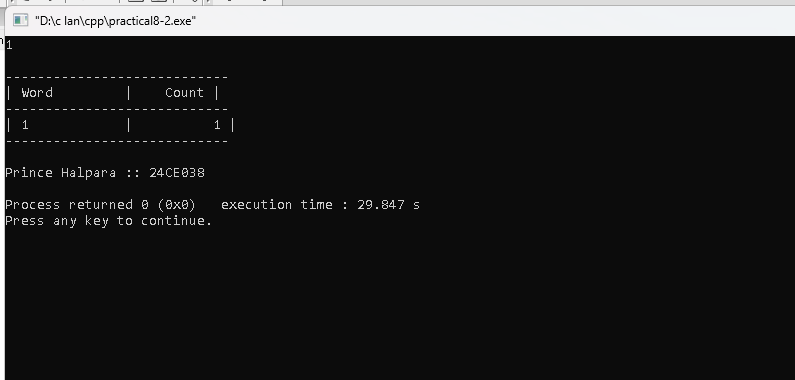 "D:\c lan\cpp\practical8-2.exe"
1
----------------------------
| Word         |    Count |
----------------------------
| 1            |          1 |
----------------------------
Prince Halpara :: 24CE038
Process returned 0 (0x0)   execution time : 29.847 s
Press any key to continue.